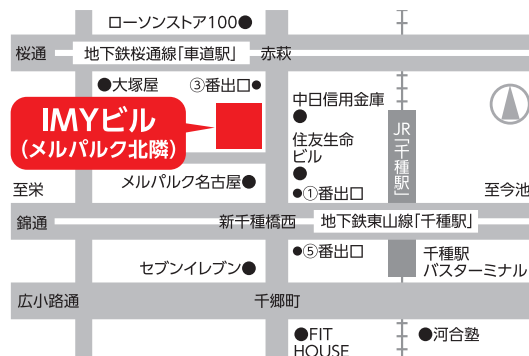 ローソンストア100
桜通
地下鉄桜通線「車道駅」
赤萩
大塚屋
③番出口
IMYビル
(メルパルク北隣)
中日信用金庫
住友生命
ビル
JR「千種駅」
メルパルク名古屋
①番出口
至栄
至今池
錦通
新千種橋西
地下鉄東山線「千種駅」
⑤番出口
セブンイレブン
千種駅
バスターミナル
広小路通
千郷町
FIT
HOUSE
河合塾